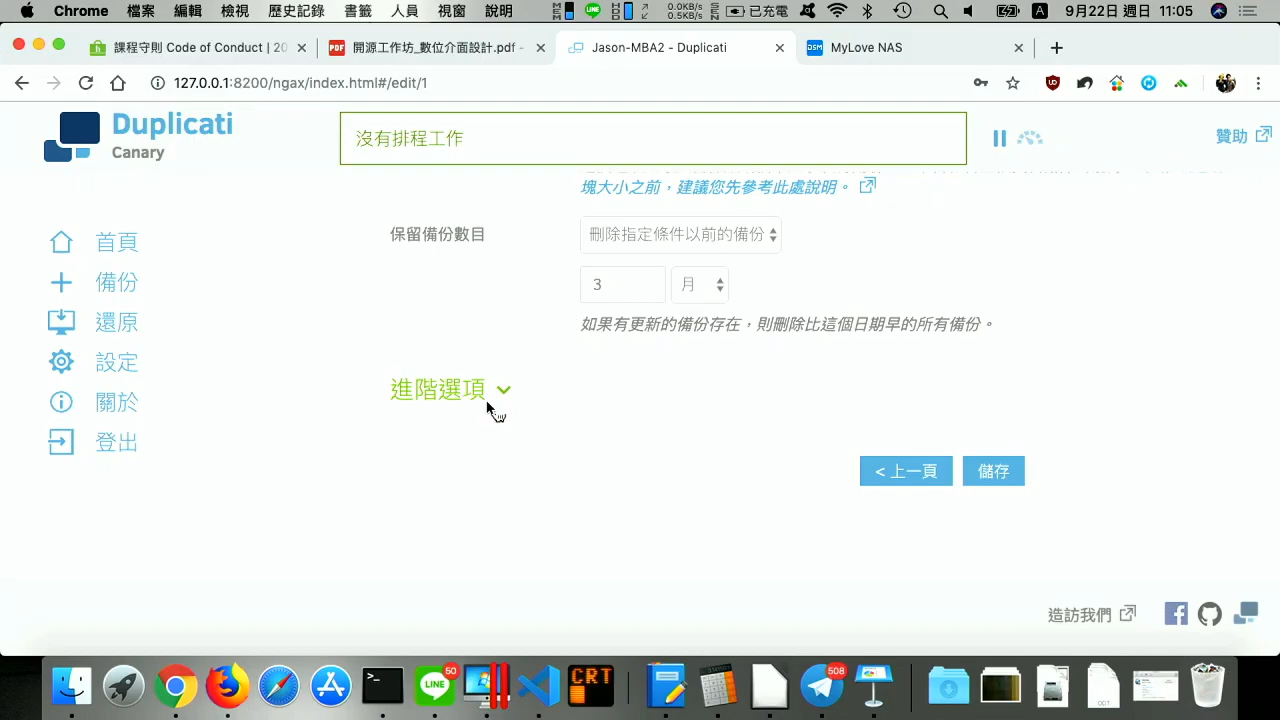 Chrome 檔案 編輯 檢視 歷史記錄 書籤 人員 視窗 說明
0.0KB/s
0.5KB/s
已充電
9月22日 週日 11:05
課程守則 Code of Conduct | 20
開源工作坊_數位介面設計.pdf -
Jason-MBA2 - Duplicati
MyLove NAS
127.0.0.1:8200/ngax/index.html#/edit/1
Duplicati
Canary
沒有排程工作
贊助
塊大小之前，建議您先參考此處說明。
首頁
備份
還原
設定
關於
登出
保留備份數目
刪除指定條件以前的備份
3
月
如果有更新的備份存在，則刪除比這個日期早的所有備份。
進階選項
< 上一頁
儲存
造訪我們
50
CRT
508